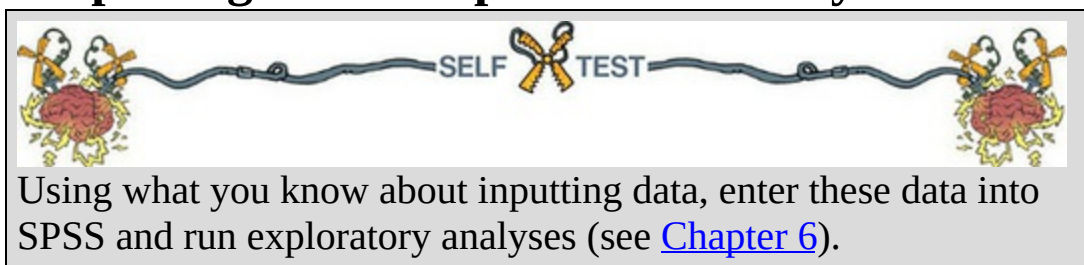 SELF TEST
Using what you know about inputting data, enter these data into
SPSS and run exploratory analyses (see Chapter 6).